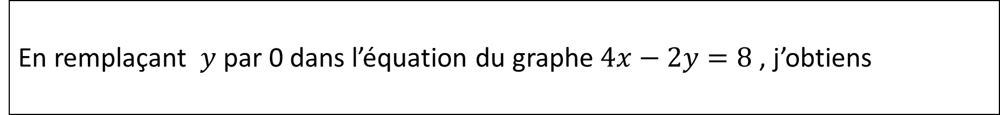 En remplaçant y par 0 dans l’équation du graphe 4𝑥 − 2𝑦 = 8 , j’obtiens